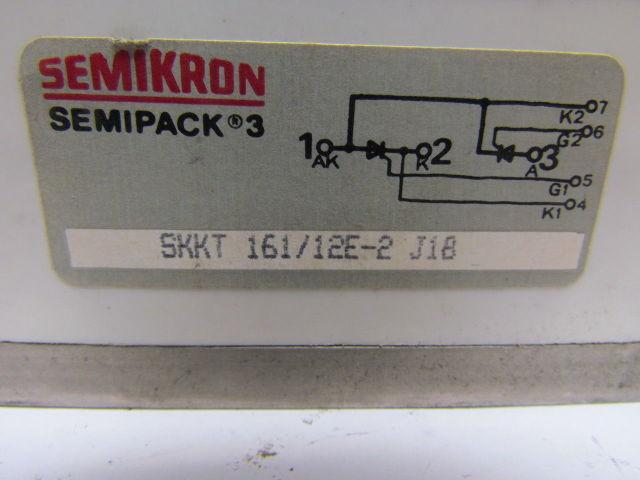 SEMIKRON
SEMIPACK®3
1 AK
K 2
A 3
K2 7
G2 6
G1 5
K1 4
SKKT 161/12E-2 J18